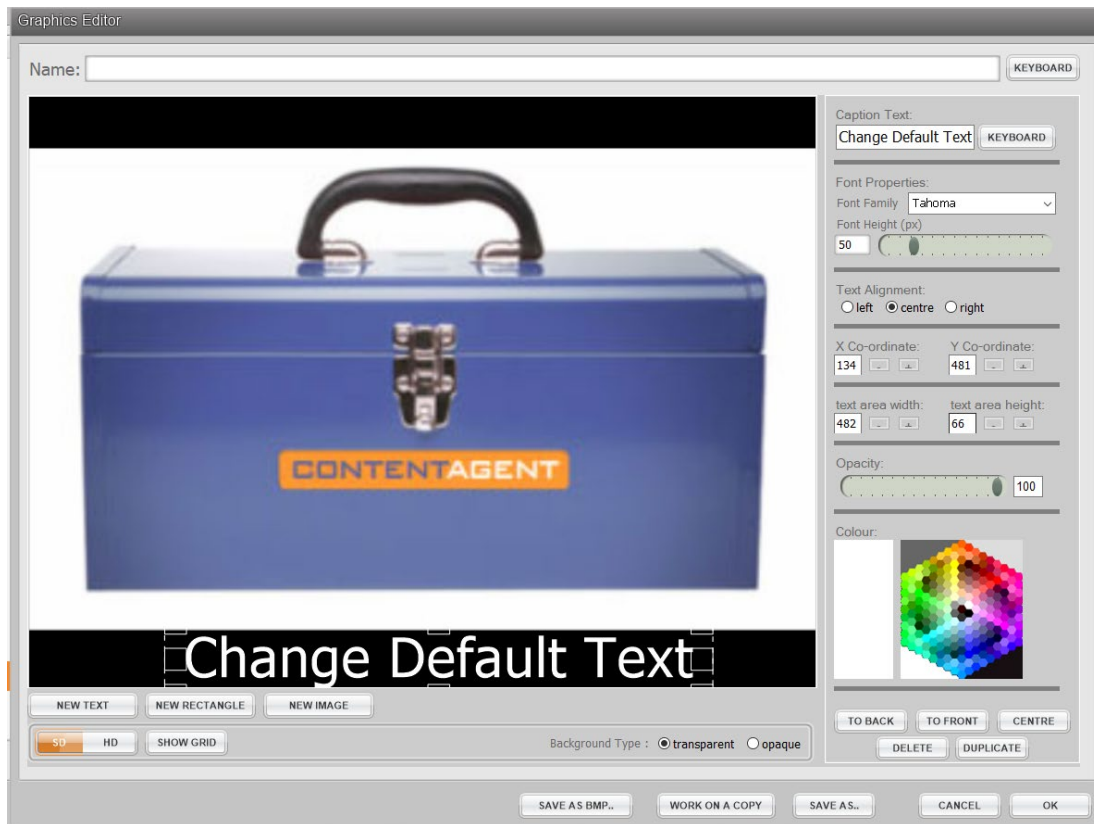 Graphics Editor
Name:
KEYBOARD
Caption Text:
Change Default Text KEYBOARD
Font Properties:
Font Family Tahoma
Font Height (px)
50
Text Alignment:
left centre right
X Co-ordinate: Y Co-ordinate:
134 - + 481 - +
text area width: text area height:
482 - + 66 - +
Opacity:
100
Colour:
CONTENTAGENT
Change Default Text
NEW TEXT NEW RECTANGLE NEW IMAGE
SD HD SHOW GRID Background Type : transparent opaque
TO BACK TO FRONT CENTRE
DELETE DUPLICATE
SAVE AS BMP.. WORK ON A COPY SAVE AS.. CANCEL OK